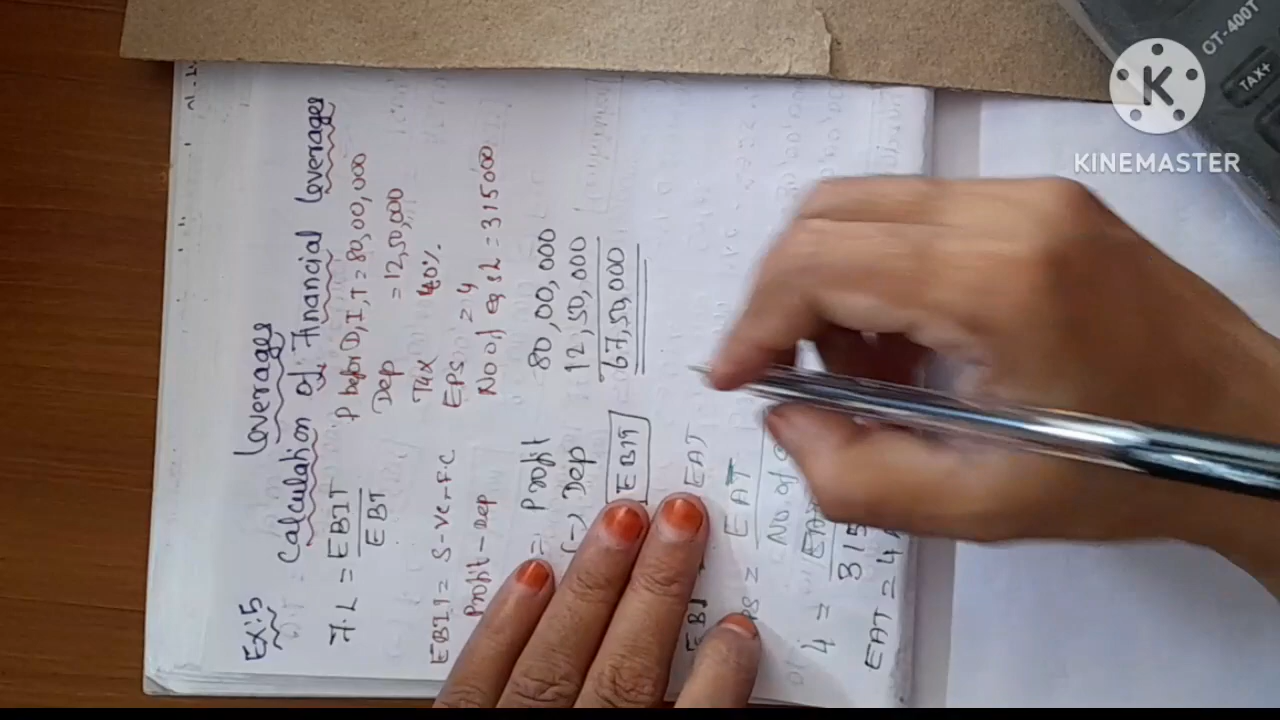 Ex:5 Leverages
Calculation of Financial leverages
F.L = EBIT / EBT
P before D, I, T = 80,00,000
Dep = 12,50,000
Tax 40%
EPS = 4
No of eq sh = 315000
EBIT = S-VC-FC
Profit - Dep
= Profit 80,00,000
(-) Dep 12,50,000
EBIT 67,50,000
EAT
EAT
No of
4 = EAT
315
EAT = 4
KINEMASTER
OT-400T
TAX+